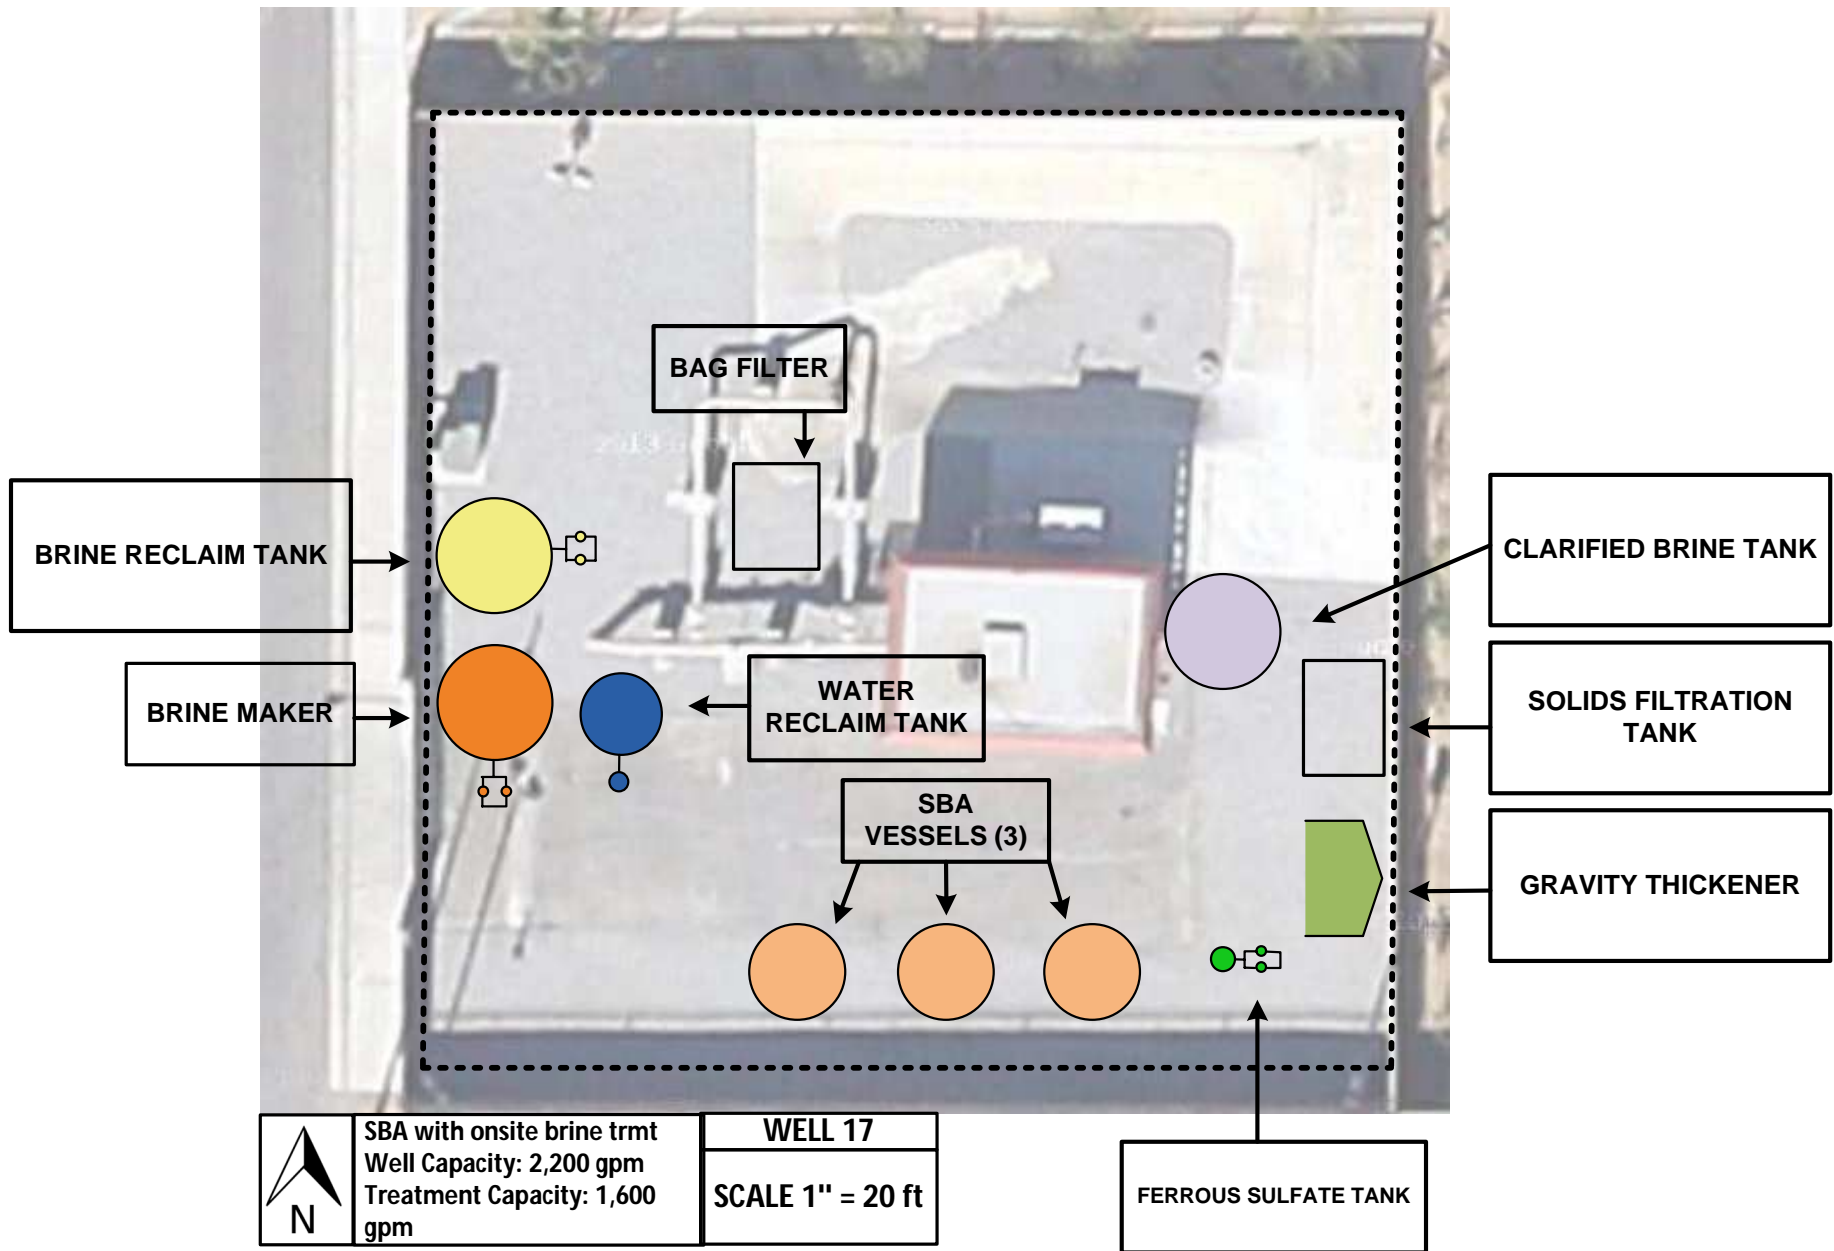 BAG FILTER
BRINE RECLAIM TANK
CLARIFIED BRINE TANK
BRINE MAKER
WATER
RECLAIM TANK
SOLIDS FILTRATION
TANK
SBA
VESSELS (3)
GRAVITY THICKENER
FERROUS SULFATE TANK
N
SBA with onsite brine trmt
Well Capacity: 2,200 gpm
Treatment Capacity: 1,600
gpm
WELL 17
SCALE 1" = 20 ft